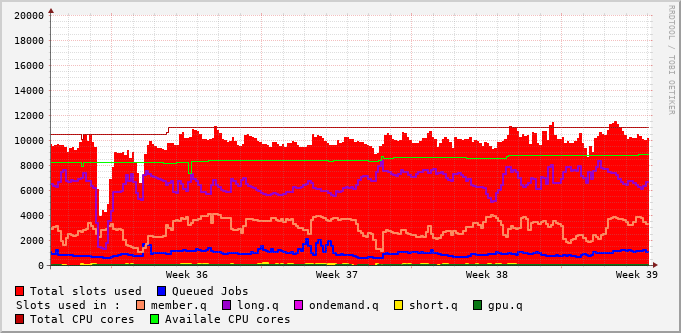 RRDTOOL / TOBI OETIKER
20000
18000
16000
14000
12000
10000
8000
6000
4000
2000
0
Week 36 Week 37 Week 38 Week 39
Total slots used Queued Jobs
Slots used in : member.q long.q ondemand.q short.q gpu.q
Total CPU cores Availale CPU cores